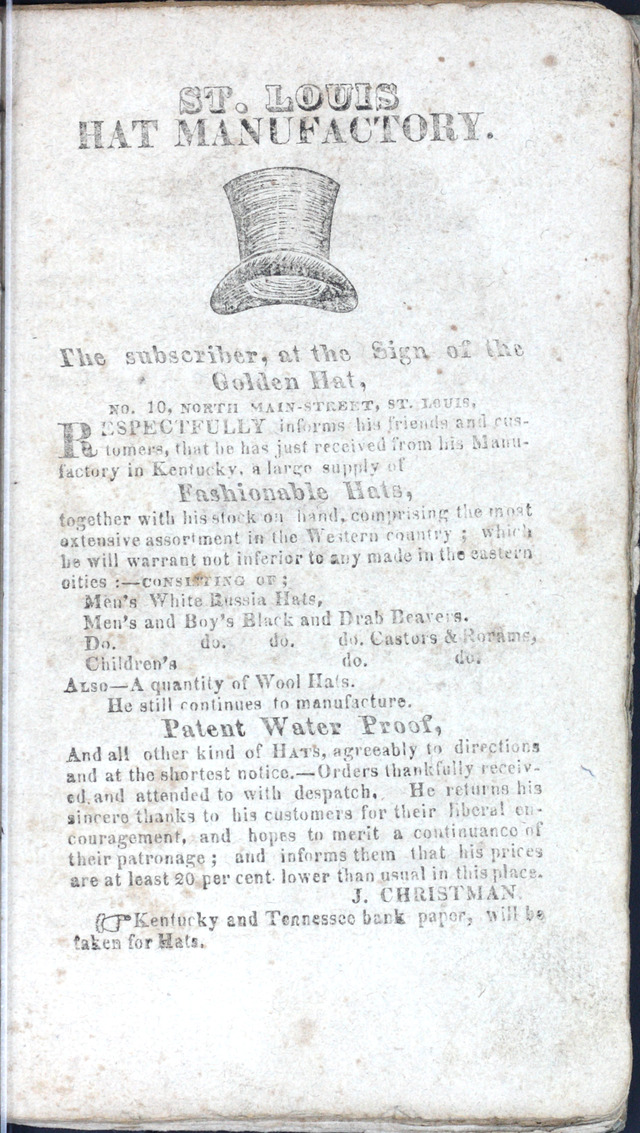 ST. LOUIS
HAT MANUFACTORY.
The subscriber, at the Sign of the
Golden Hat,
NO. 10, NORTH MAIN-STREET, ST. LOUIS,
RESPECTFULLY informs his friends and cus-
tomers, that he has just received from his Manu-
factory in Kentucky, a large supply of
Fashionable Hats,
together with his stock on hand, comprising the most
extensive assortment in the Western country; which
he will warrant not inferior to any made in the eastern
cities:—CONSISTING OF;
Men's White Russia Hats,
Men's and Boy's Black and Drab Beavers.
Do. do. do. do. Castors & Rorams,
Children's do. do.
ALSO—A quantity of Wool Hats.
He still continues to manufacture.
Patent Water Proof,
And all other kind of HATS, agreeably to directions
and at the shortest notice.—Orders thankfully receiv-
ed, and attended to with despatch. He returns his
sincere thanks to his customers for their liberal en-
couragement, and hopes to merit a continuance of
their patronage; and informs them that his prices
are at least 20 per cent. lower than usual in this place.
J. CHRISTMAN.
☞Kentucky and Tennessee bank paper, will be
taken for Hats.